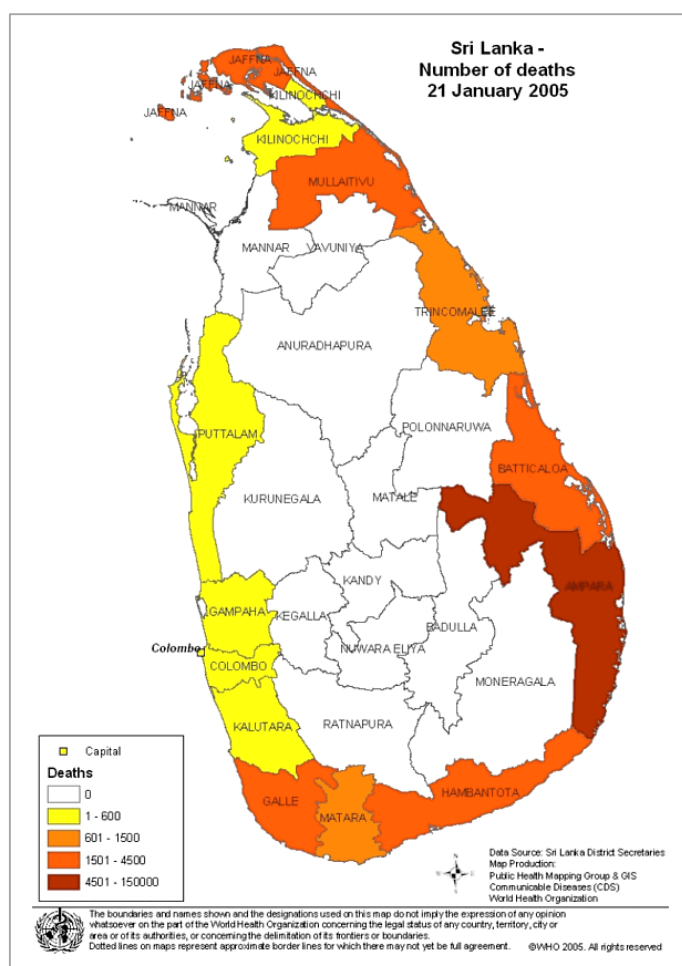 Sri Lanka -
Number of deaths
21 January 2005
JAFFNA
JAFFNA
JAFFNA
KILINOCHCHI
JAFFNA
KILINOCHCHI
MULLAITIVU
MANNAR
MANNAR
VAVUNIYA
TRINCOMALEE
ANURADHAPURA
POLONNARUWA
PUTTALAM
BATTICALOA
KURUNEGALA
MATALE
KANDY
AMPARA
GAMPAHA
KEGALLA
BADULLA
Colombo
NUWARA ELIYA
COLOMBO
MONERAGALA
KALUTARA
RATNAPURA
HAMBANTOTA
GALLE
MATARA
Capital
Deaths
0
1 - 600
601 - 1500
1501 - 4500
4501 - 150000
N
Data Source: Sri Lanka District Secretaries
Map Production:
Public Health Mapping Group & GIS
Communicable Diseases (CDS)
World Health Organization
The boundaries and names shown and the designations used on this map do not imply the expression of any opinion
whatsoever on the part of the World Health Organization concerning the legal status of any country, territory, city or
area or of its authorities, or concerning the delimitation of its frontiers or boundaries.
Dotted lines on maps represent approximate border lines for which there may not yet be full agreement.
©WHO 2005. All rights reserved